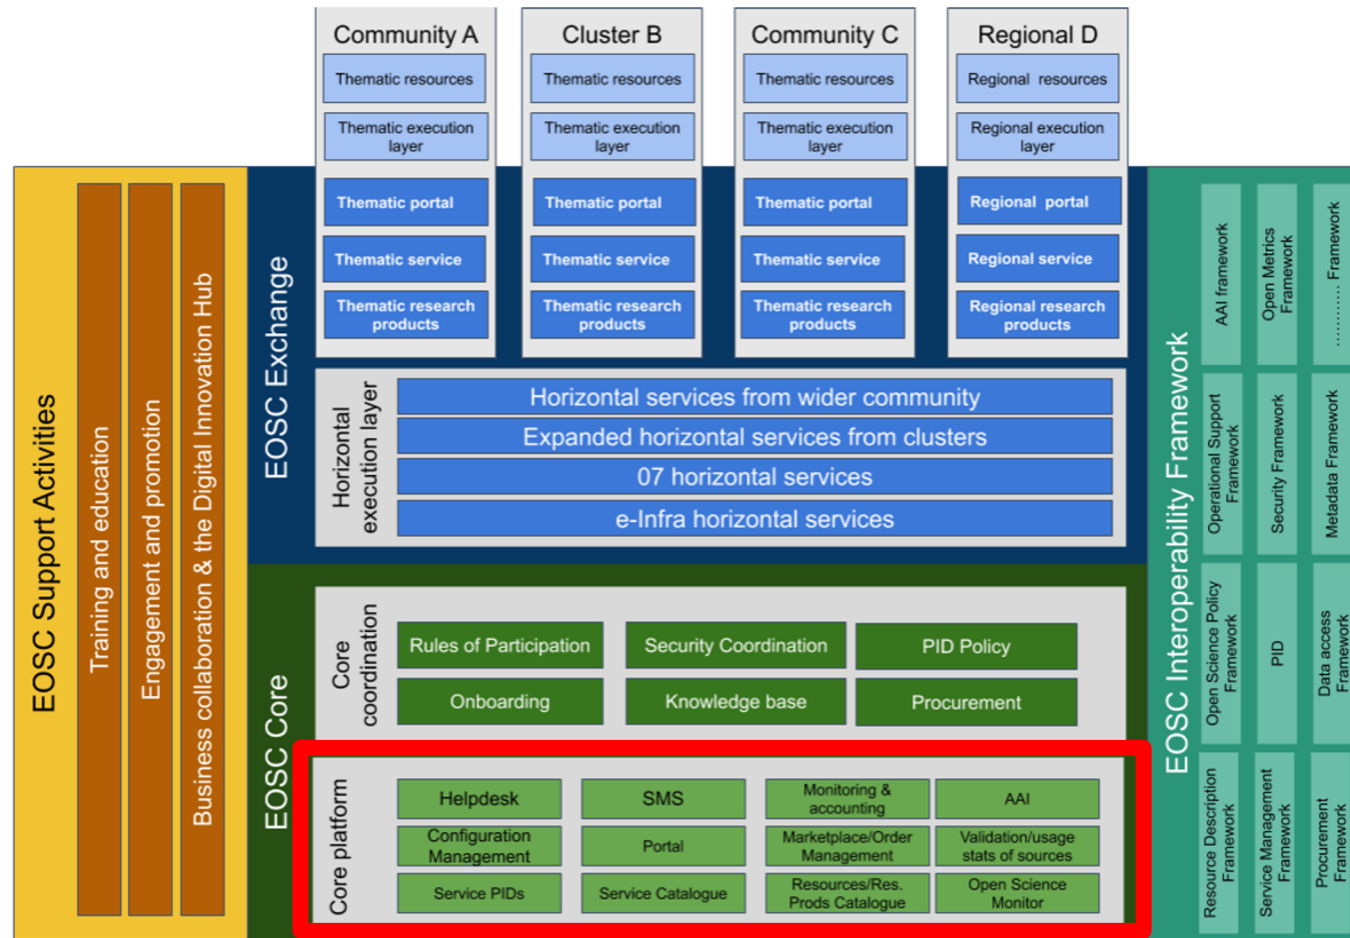 Community A
Cluster B
Community C
Regional D
Thematic resources
Thematic resources
Thematic resources
Regional  resources
Thematic execution
layer
Thematic execution
layer
Thematic execution
layer
Regional execution
layer
Thematic portal
Thematic portal
Thematic portal
Regional  portal
Thematic service
Thematic service
Thematic service
Regional service
Thematic research
products
Thematic research
products
Thematic research
products
Regional research
products
EOSC Support Activities
Training and education
Engagement and promotion
Business collaboration & the Digital Innovation Hub
EOSC Exchange
Horizontal
execution layer
Horizontal services from wider community
Expanded horizontal services from clusters
07 horizontal services
e-Infra horizontal services
EOSC Core
Core
coordination
Rules of Participation
Security Coordination
PID Policy
Onboarding
Knowledge base
Procurement
Core platform
Helpdesk
SMS
Monitoring &
accounting
AAI
Configuration
Management
Portal
Marketplace/Order
Management
Validation/usage
stats of sources
Service PIDs
Service Catalogue
Resources/Res.
Prods Catalogue
Open Science
Monitor
EOSC Interoperability Framework
AAI framework
Open Metrics
Framework
............ Framework
Operational Support
Framework
Security Framework
Metadata Framework
Open Science Policy
Framework
PID
Data access
Framework
Resource Description
Framework
Service Management
Framework
Procurement
Framework